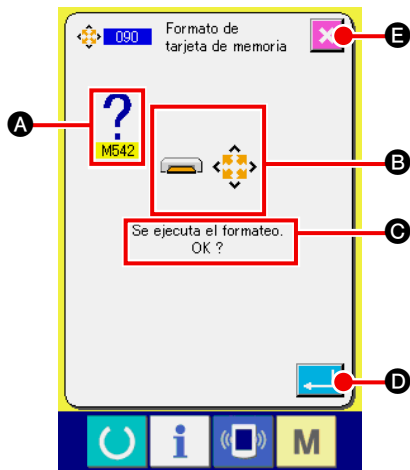 090
Formato de
tarjeta de memoria
E
A
?
M542
B
Se ejecuta el formateo.
OK ?
C
D
i
M